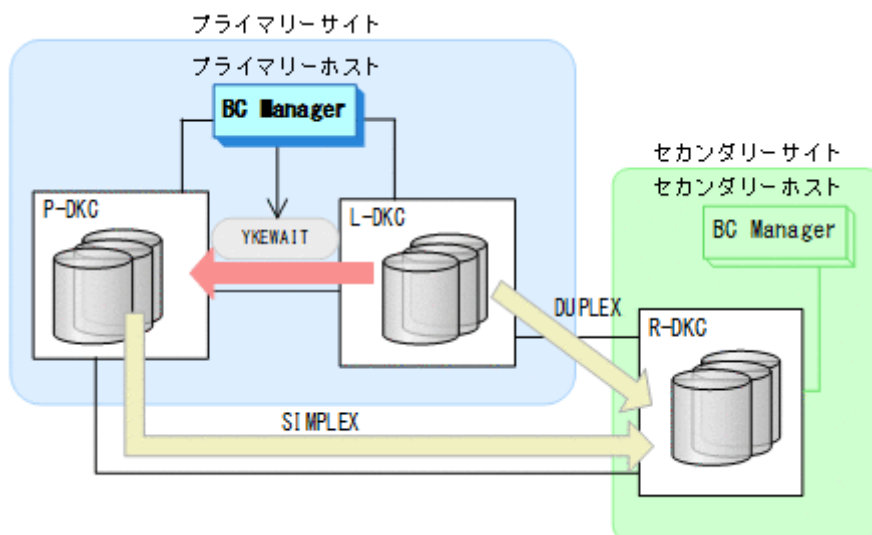 プライマリーサイト
プライマリーホスト
BC Manager
セカンダリーサイト
セカンダリーホスト
P-DKC
L-DKC
BC Manager
YKEWAIT
DUPLEX
R-DKC
SIMPLEX